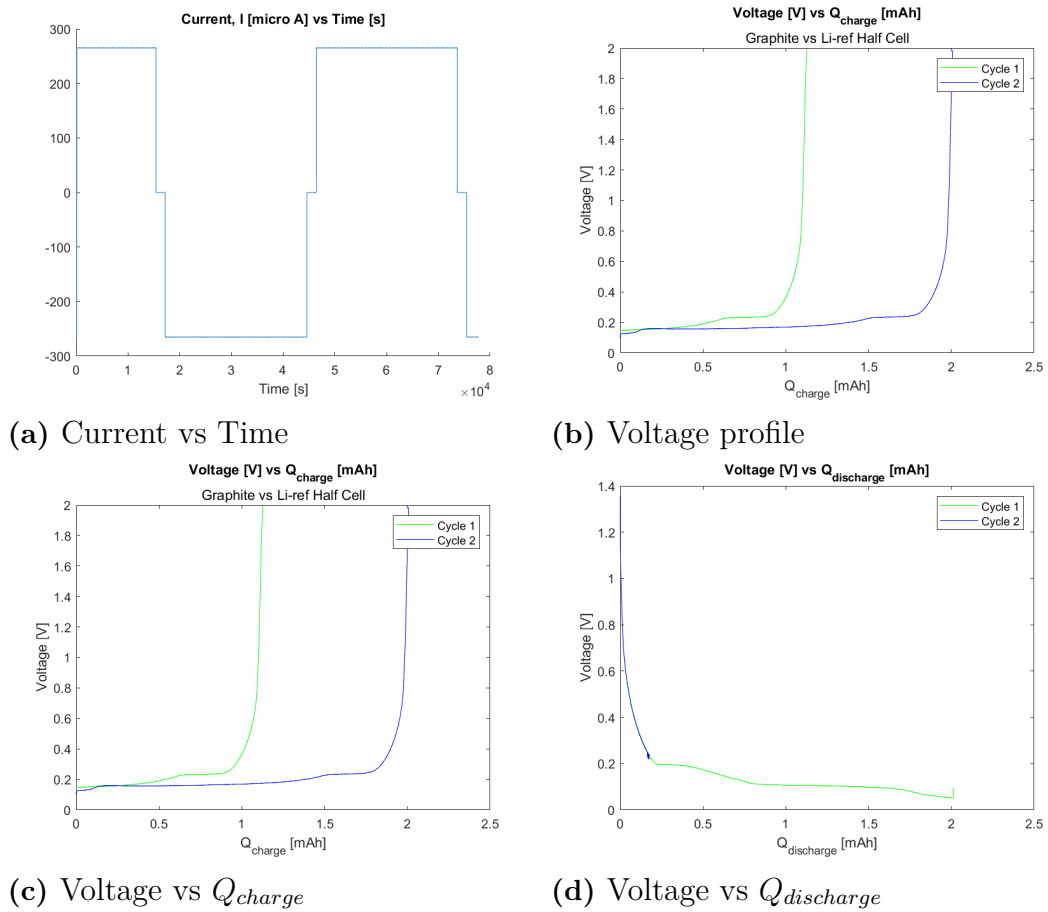 Current, I [micro A] vs Time [s]
300
200
100
0
-100
-200
-300
0 1 2 3 4 5 6 7 8
Time [s]
×10^4
(a) Current vs Time
Voltage [V] vs Q_charge [mAh]
Graphite vs Li-ref Half Cell
Cycle 1
Cycle 2
Voltage [V]
2
1.8
1.6
1.4
1.2
1
0.8
0.6
0.4
0.2
0
0 0.5 1 1.5 2 2.5
Q_charge [mAh]
(b) Voltage profile
Voltage [V] vs Q_charge [mAh]
Graphite vs Li-ref Half Cell
Cycle 1
Cycle 2
Voltage [V]
2
1.8
1.6
1.4
1.2
1
0.8
0.6
0.4
0.2
0
0 0.5 1 1.5 2 2.5
Q_charge [mAh]
(c) Voltage vs Q_charge
Voltage [V] vs Q_discharge [mAh]
Cycle 1
Cycle 2
Voltage [V]
1.4
1.2
1
0.8
0.6
0.4
0.2
0
0 0.5 1 1.5 2 2.5
Q_discharge [mAh]
(d) Voltage vs Q_discharge